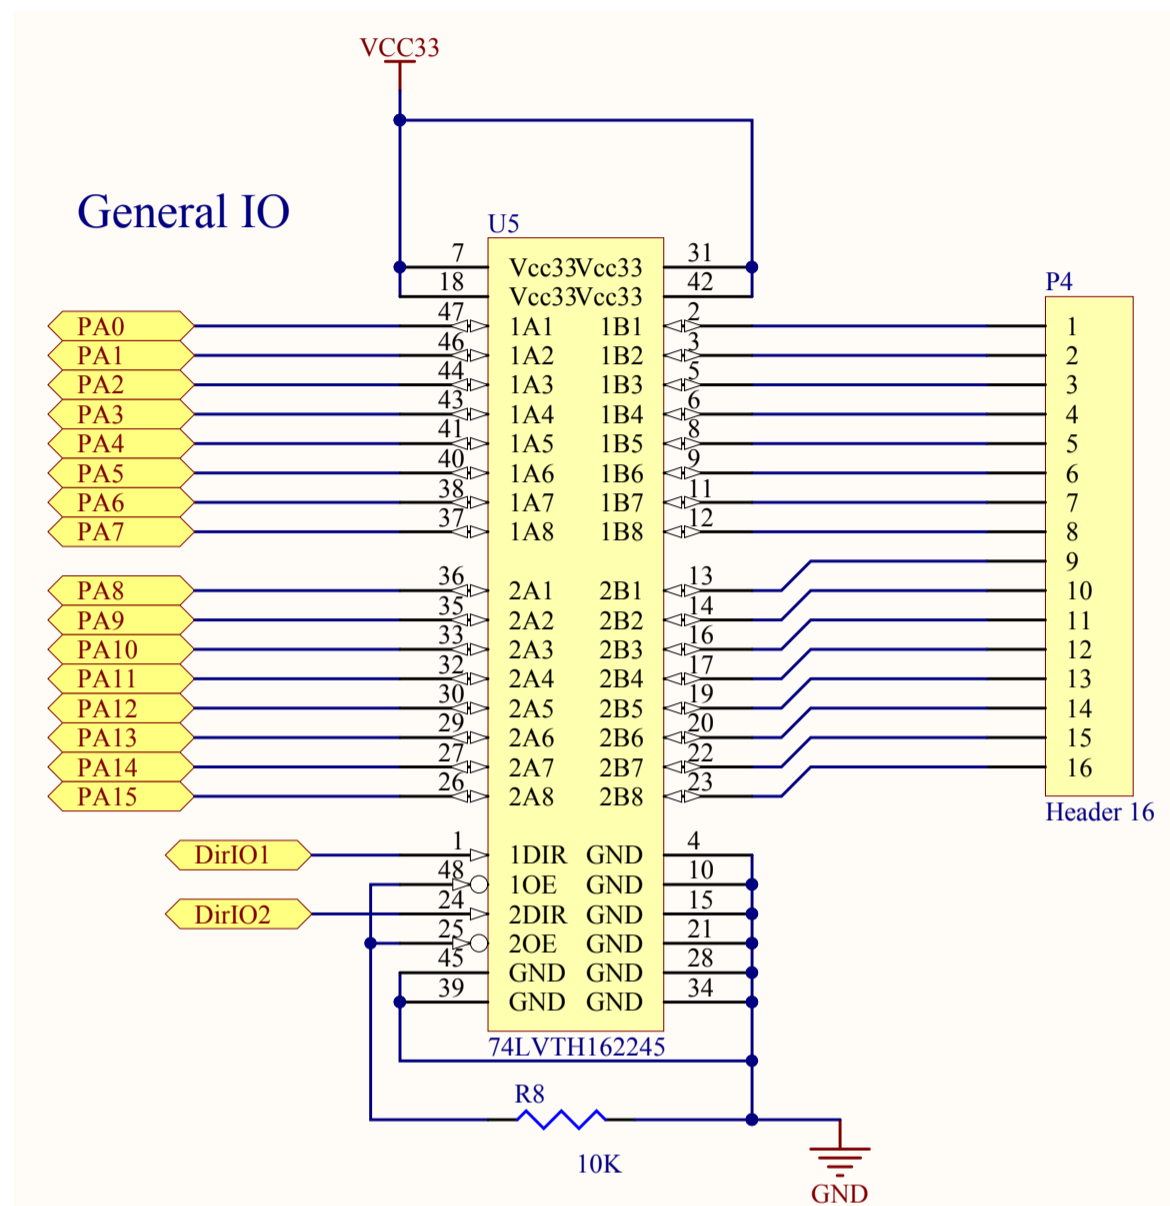 VCC33
General IO
U5
7 Vcc33 Vcc33 31
18 Vcc33 Vcc33 42
P4
PA0 47 1A1 1B1 2 1
PA1 46 1A2 1B2 3 2
PA2 44 1A3 1B3 5 3
PA3 43 1A4 1B4 6 4
PA4 41 1A5 1B5 8 5
PA5 40 1A6 1B6 9 6
PA6 38 1A7 1B7 11 7
PA7 37 1A8 1B8 12 8
9
PA8 36 2A1 2B1 13 10
PA9 35 2A2 2B2 14 11
PA10 33 2A3 2B3 16 12
PA11 32 2A4 2B4 17 13
PA12 30 2A5 2B5 19 14
PA13 29 2A6 2B6 20 15
PA14 27 2A7 2B7 22 16
PA15 26 2A8 2B8 23
Header 16
DirIO1 1 1DIR GND 4
48 1OE GND 10
DirIO2 24 2DIR GND 15
25 2OE GND 21
45 GND GND 28
39 GND GND 34
74LVTH162245
R8
10K
GND